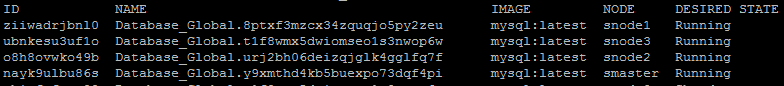 ID NAME IMAGE NODE DESIRED STATE
ziiwadrjbnl0 Database_Global.8ptxf3mzcx34zquqjo5py2zeu mysql:latest snode1 Running
ubnkesu3uf1o Database_Global.t1f8wmx5dwiomseo1s3nwop6w mysql:latest snode3 Running
o8h8ovwko49b Database_Global.urj2bh06deizqjglk4gglfq7f mysql:latest snode2 Running
nayk9ulbu86s Database_Global.y9xmthd4kb5buexpo73dqf4pi mysql:latest smaster Running